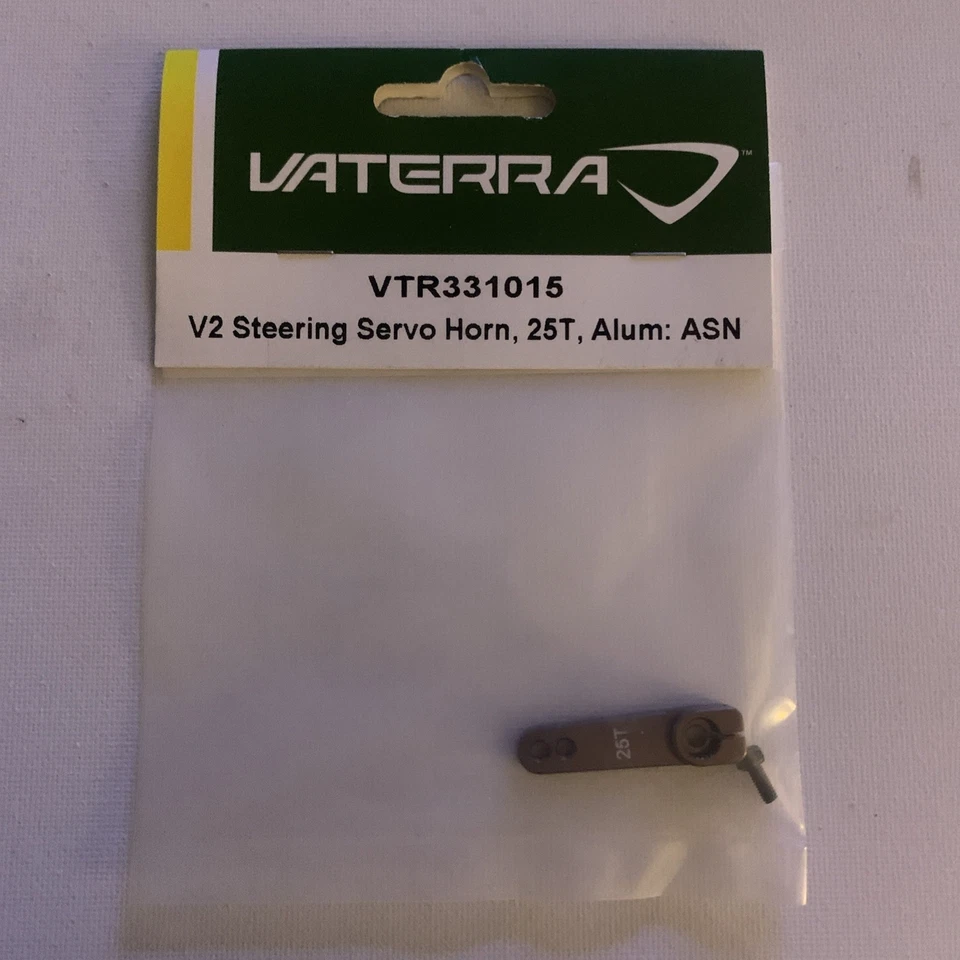 VATERRA™
VTR331015
V2 Steering Servo Horn, 25T, Alum: ASN
25T